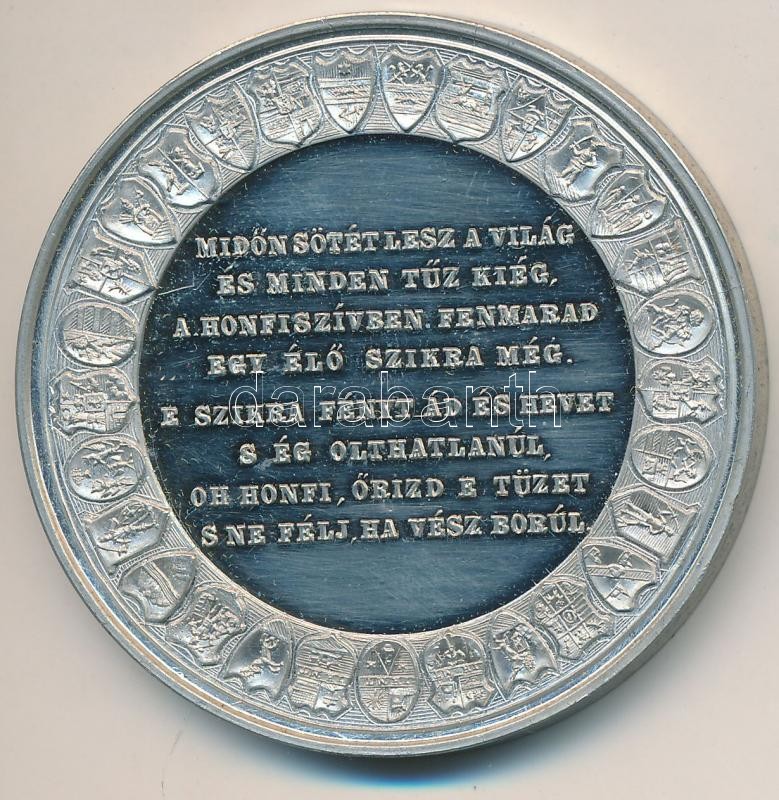 MIDŐN SÖTÉT LESZ A VILÁG
ÉS MINDEN TŰZ KIÉG,
A HONFISZÍVBEN FENMARAD
EGY ÉLŐ SZIKRA MÉG.
darabanth
E SZIKRA FÉNYT AD ÉS HEVET
S ÉG OLTHATLANÚL,
OH HONFI, ŐRIZD E TÜZET
S NE FÉLJ, HA VÉSZ BORÚL.